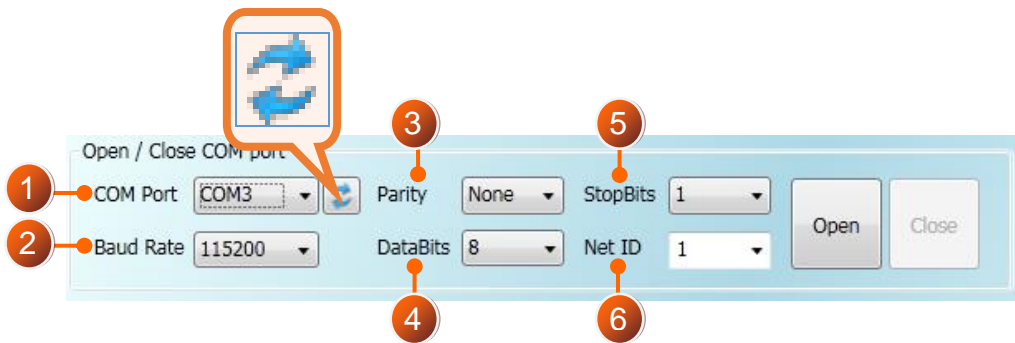 3 5
Open / Close COM port
1 COM Port COM3 Parity None StopBits 1
Open Close
2 Baud Rate 115200 DataBits 8 Net ID 1
4 6